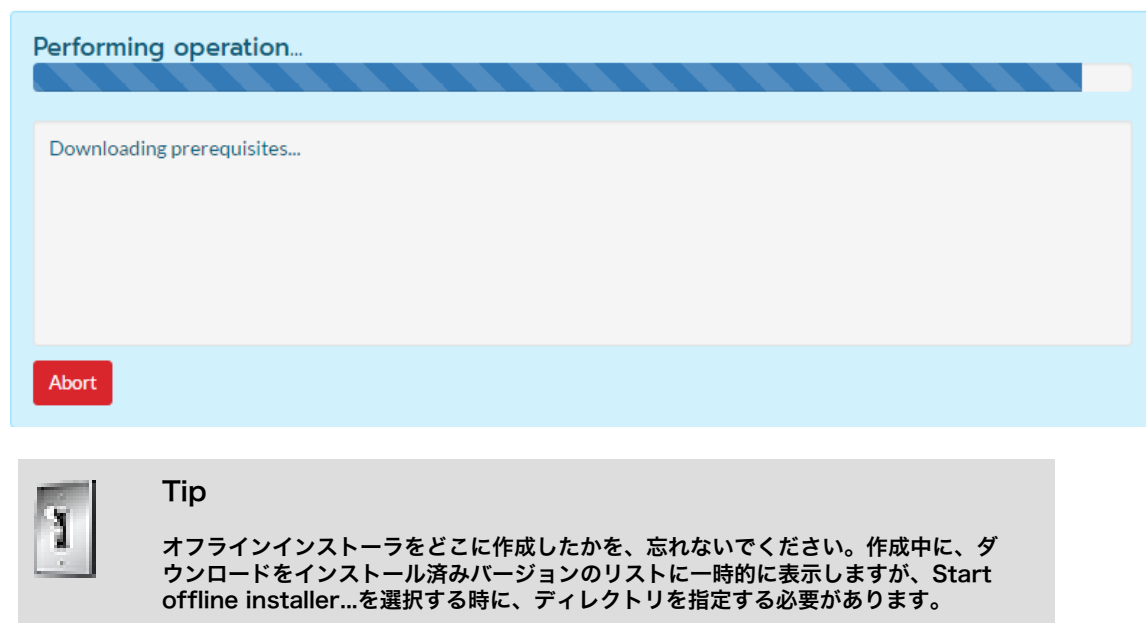 Performing operation...
Downloading prerequisites...
Abort
Tip
オフラインインストーラをどこに作成したかを、忘れないでください。作成中に、ダ
ウンロードをインストール済みバージョンのリストに一時的に表示しますが、Start
offline installer...を選択する時に、ディレクトリを指定する必要があります。